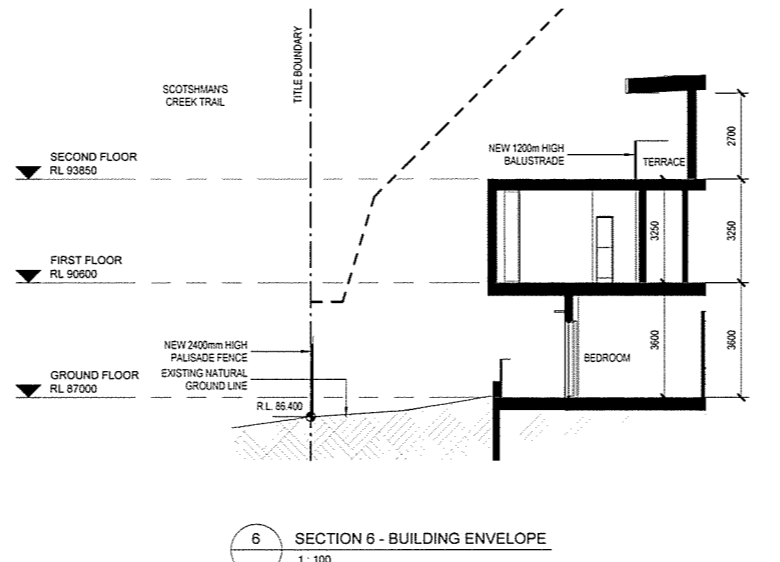 SCOTSHMAN'S
CREEK TRAIL
TITLE BOUNDARY
SECOND FLOOR
RL 93850
NEW 1200m HIGH
BALUSTRADE
TERRACE
2700
FIRST FLOOR
RL 90600
3250
3250
NEW 2400mm HIGH
PALISADE FENCE
EXISTING NATURAL
GROUND LINE
BEDROOM
3600
3600
GROUND FLOOR
RL 87000
R.L. 86.400
6 SECTION 6 - BUILDING ENVELOPE
1 : 100